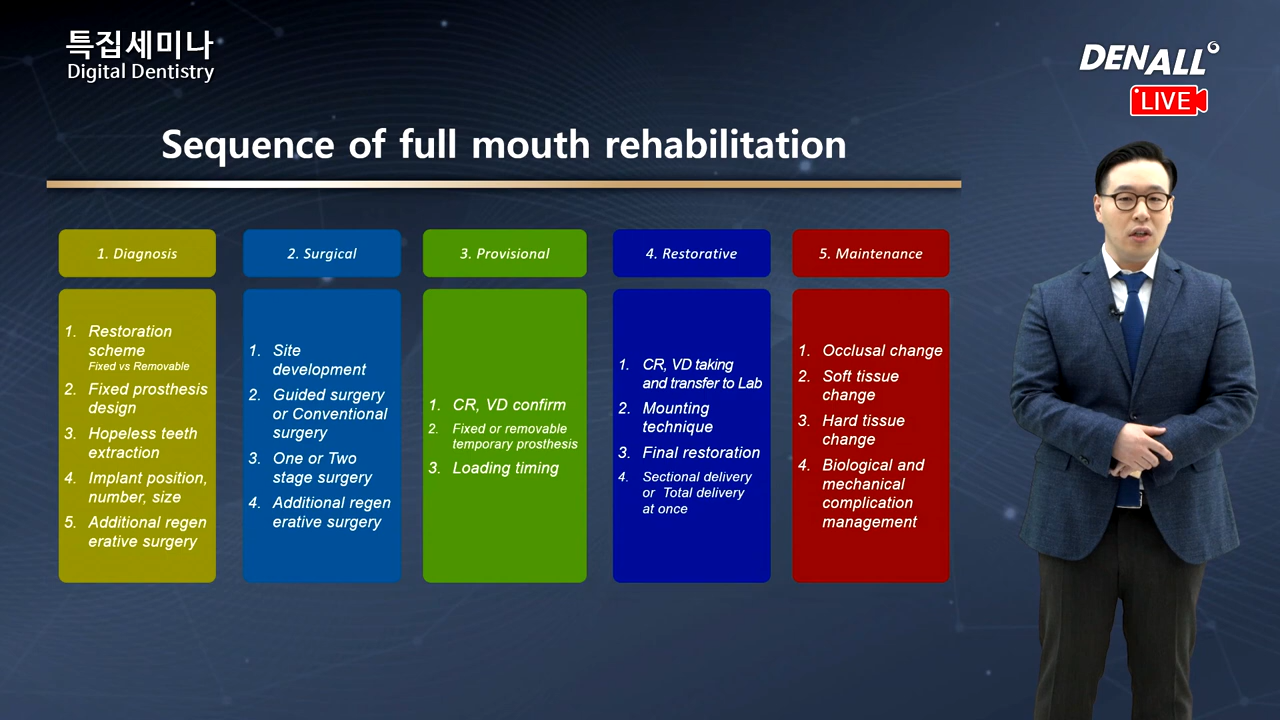 특집세미나
Digital Dentistry
DENALL
LIVE
Sequence of full mouth rehabilitation
1. Diagnosis
1. Restoration
scheme
Fixed vs Removable
2. Fixed prosthesis
design
3. Hopeless teeth
extraction
4. Implant position,
number, size
5. Additional regen
erative surgery
2. Surgical
1. Site
development
2. Guided surgery
or Conventional
surgery
3. One or Two
stage surgery
4. Additional regen
erative surgery
3. Provisional
1. CR, VD confirm
2. Fixed or removable
temporary prosthesis
3. Loading timing
4. Restorative
1. CR, VD taking
and transfer to Lab
2. Mounting
technique
3. Final restoration
4. Sectional delivery
or Total delivery
at once
5. Maintenance
1. Occlusal change
2. Soft tissue
change
3. Hard tissue
change
4. Biological and
mechanical
complication
management